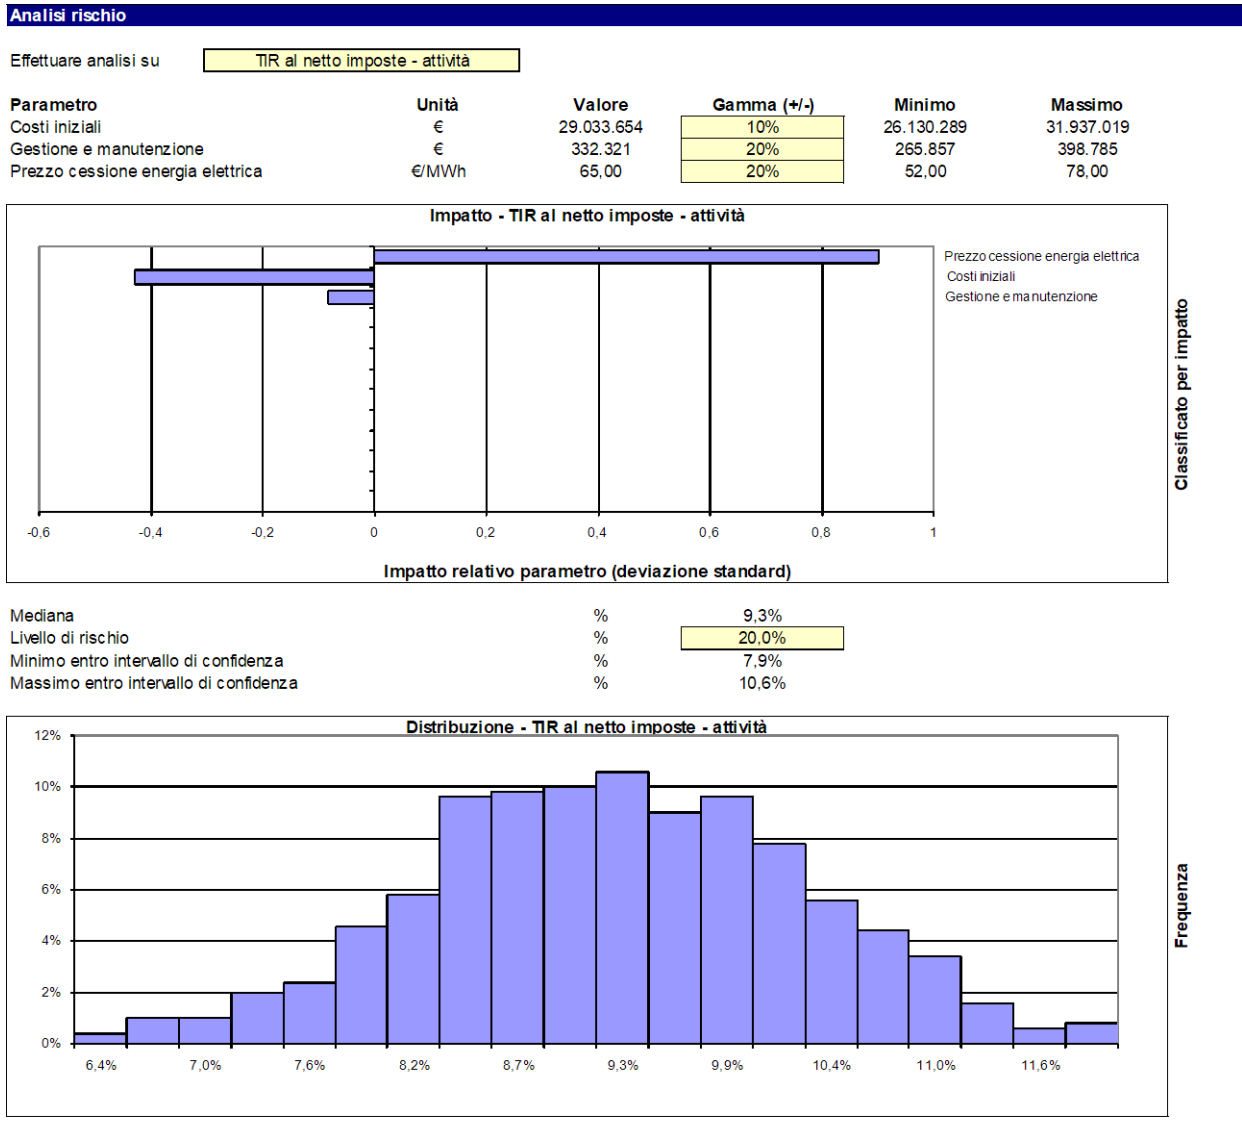 Analisi rischio
Effettuare analisi su TIR al netto imposte - attività
Parametro Unità Valore Gamma (+/-) Minimo Massimo
Costi iniziali € 29.033.654 10% 26.130.289 31.937.019
Gestione e manutenzione € 332.321 20% 265.857 398.785
Prezzo cessione energia elettrica €/MWh 65,00 20% 52,00 78,00
Impatto - TIR al netto imposte - attività
Prezzo cessione energia elettrica
Costi iniziali
Gestione e manutenzione
Classificato per impatto
-0,6 -0,4 -0,2 0 0,2 0,4 0,6 0,8 1
Impatto relativo parametro (deviazione standard)
Mediana % 9,3%
Livello di rischio % 20,0%
Minimo entro intervallo di confidenza % 7,9%
Massimo entro intervallo di confidenza % 10,6%
Distribuzione - TIR al netto imposte - attività
12%
10%
8%
6%
4%
2%
0%
Frequenza
6,4% 7,0% 7,6% 8,2% 8,7% 9,3% 9,9% 10,4% 11,0% 11,6%